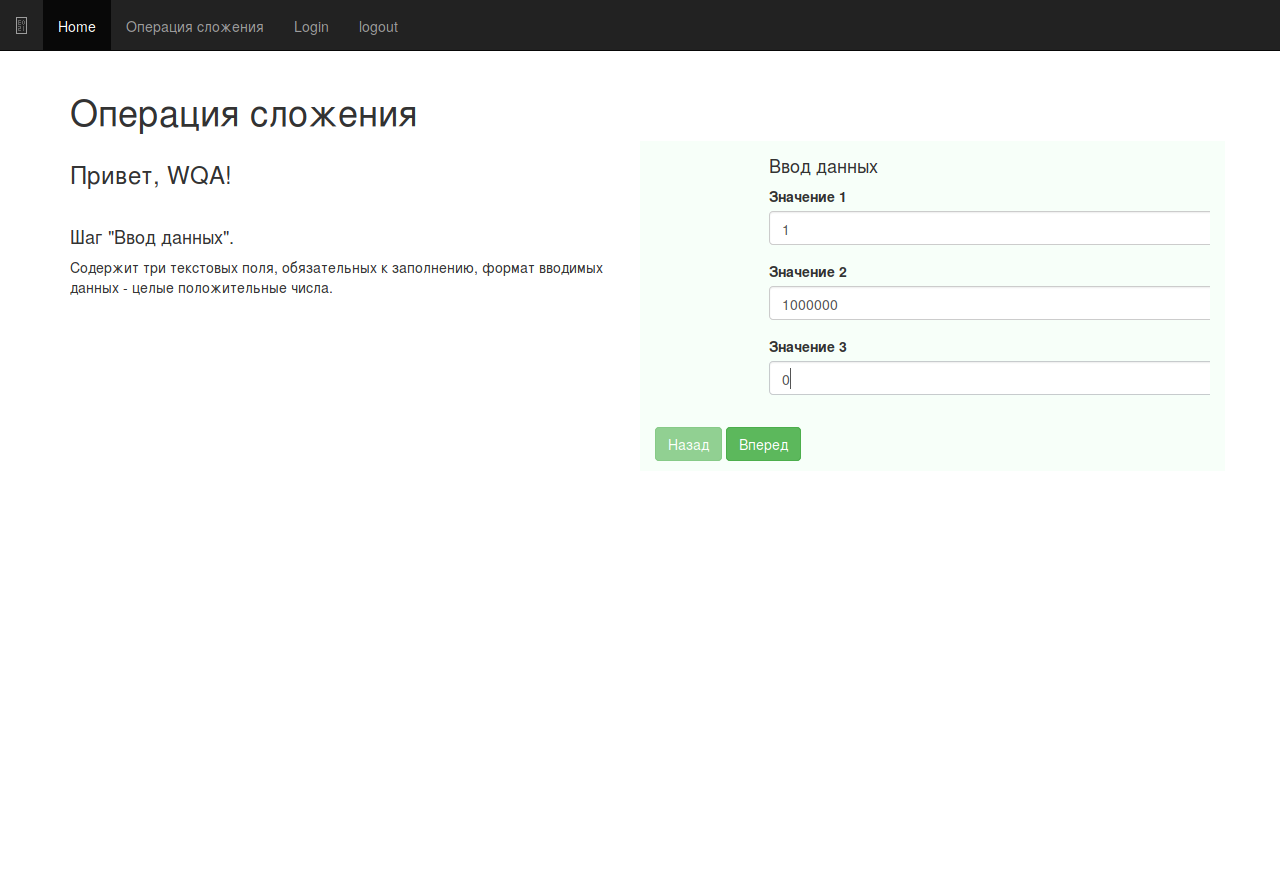 Home Операция сложения Login logout
Операция сложения
Привет, WQA!
Шаг "Ввод данных".
Содержит три текстовых поля, обязательных к заполнению, формат вводимых
данных - целые положительные числа.
Ввод данных
Значение 1
1
Значение 2
1000000
Значение 3
0
Назад Вперед